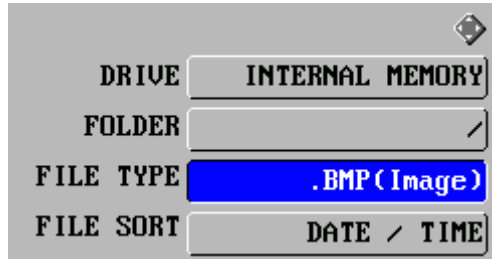 DRIVE INTERNAL MEMORY
FOLDER /
FILE TYPE .BMP(Image)
FILE SORT DATE / TIME